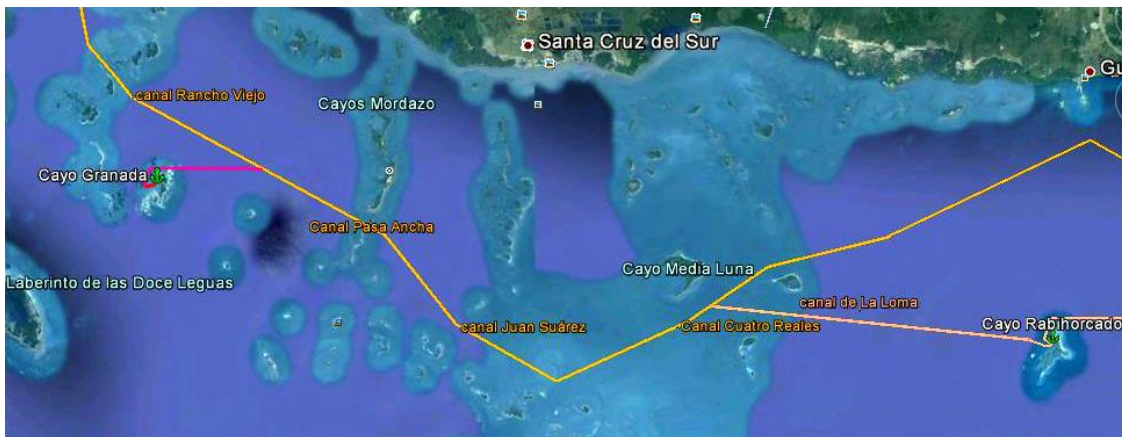 Santa Cruz del Sur
Gu
canal Rancho Viejo
Cayos Mordazo
Cayo Granada
Canal Pasa Ancha
Cayo Media Luna
Laberinto de las Doce Leguas
canal de La Loma
canal Juan Suárez
Canal Cuatro Reales
Cayo Rabihorcado